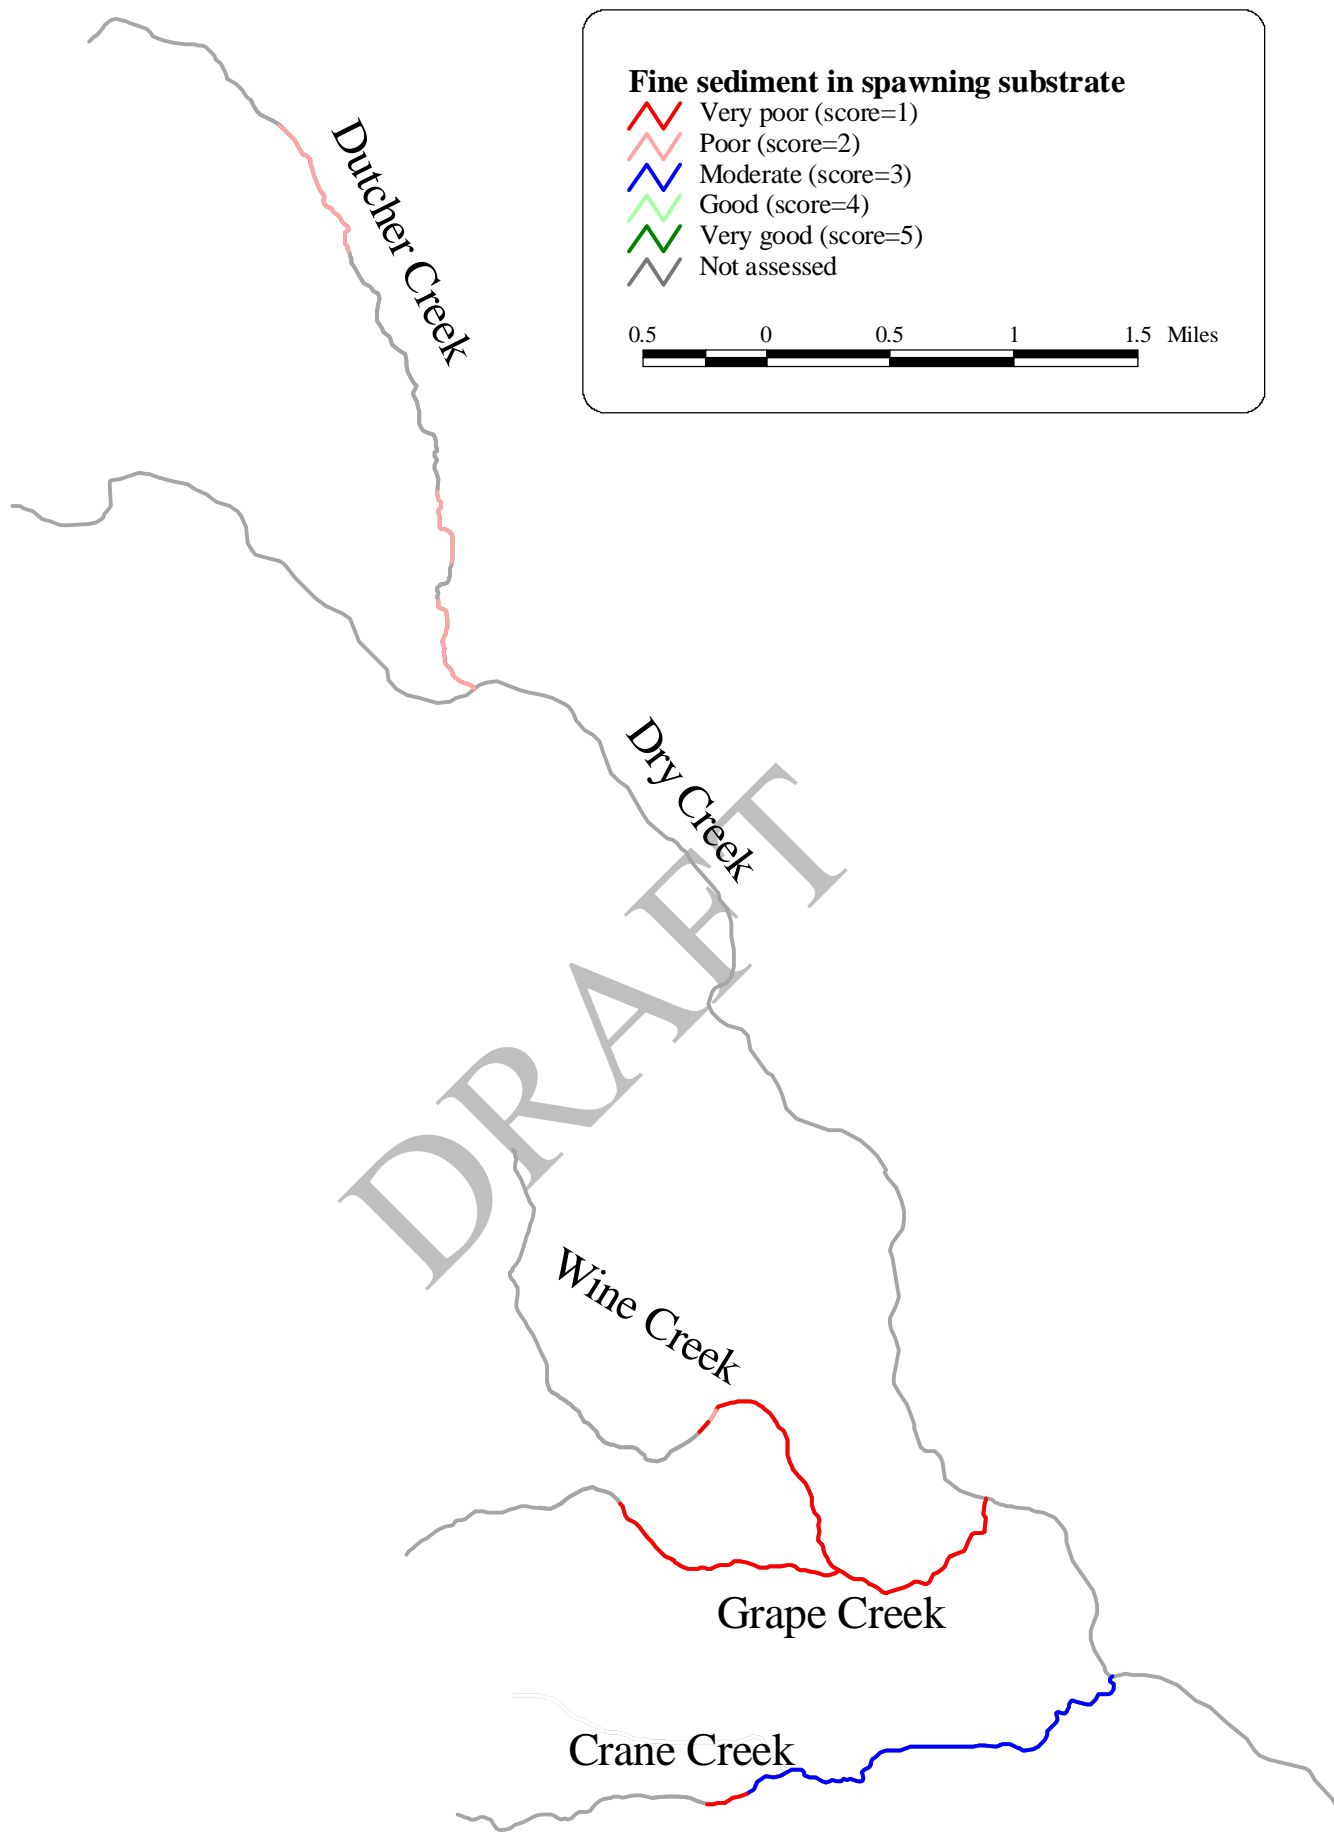 Fine sediment in spawning substrate
Very poor (score=1)
Poor (score=2)
Moderate (score=3)
Good (score=4)
Very good (score=5)
Not assessed
0.5 0 0.5 1 1.5 Miles
Dutcher Creek
Dry Creek
DRAFT
Wine Creek
Grape Creek
Crane Creek